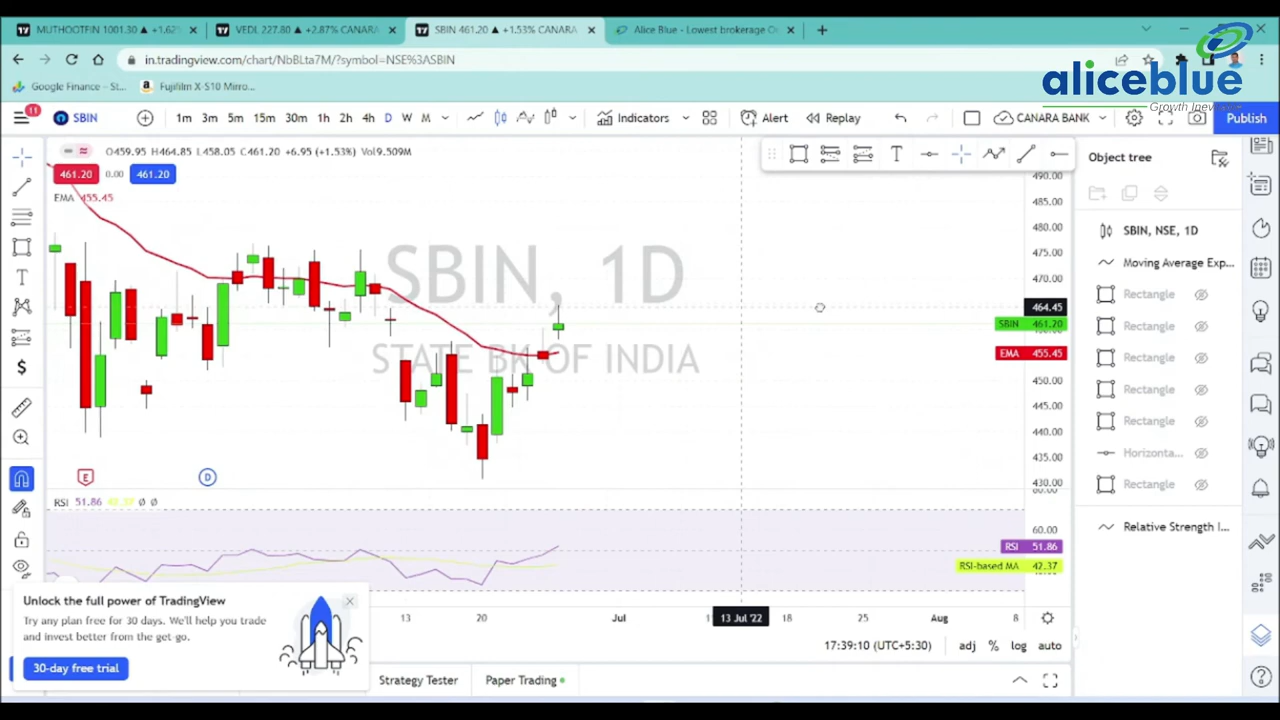 MUTHOOTFIN 1001.30 ▲ +1.62%
VEDL 227.80 ▲ +2.87% CANARA
SBIN 461.20 ▲ +1.53% CANARA
Alice Blue - Lowest brokerage O
in.tradingview.com/chart/NbBLta7M/?symbol=NSE%3ASBIN
Google Finance – St...
Fujifilm X-S10 Mirro...
aliceblue
Growth
11
SBIN
1m 3m 5m 15m 30m 1h 2h 4h D W M
Indicators
Alert
Replay
CANARA BANK
Publish
O459.95 H464.85 L458.05 C461.20 +6.95 (+1.53%) Vol9.509M
461.20 0.00 461.20
EMA 455.45
SBIN, 1D
STATE BK OF INDIA
490.00
485.00
480.00
475.00
470.00
464.45
SBIN 461.20
EMA 455.45
450.00
445.00
440.00
435.00
430.00
E
D
RSI 51.86 42.37 Ø Ø
60.00
RSI 51.86
RSI-based MA 42.37
13 20 Jul 13 Jul '22 18 25 Aug 8
Object tree
SBIN, NSE, 1D
Moving Average Exp...
Rectangle
Rectangle
Rectangle
Rectangle
Rectangle
Horizonta...
Rectangle
Relative Strength I...
Unlock the full power of TradingView
Try any plan free for 30 days. We'll help you trade
and invest better from the get-go.
30-day free trial
17:39:10 (UTC+5:30)
adj % log auto
Strategy Tester
Paper Trading